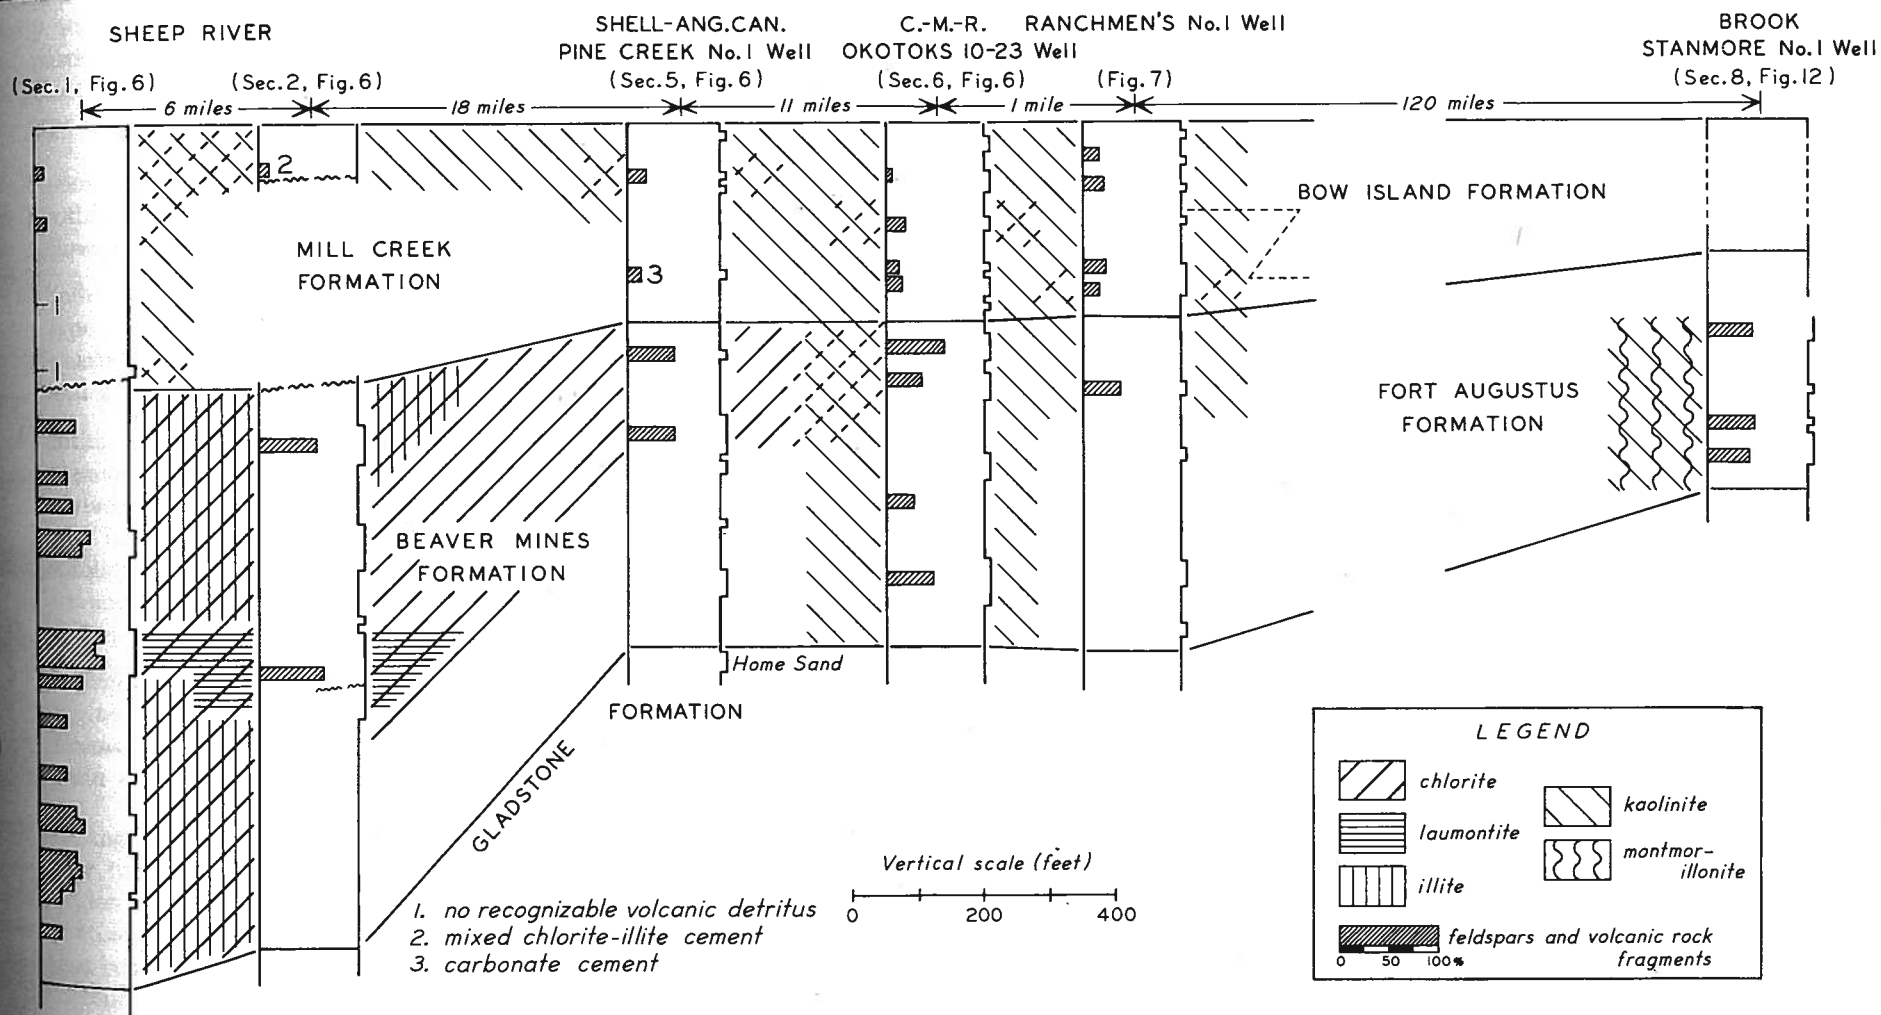 SHEEP RIVER
SHELL-ANG.CAN.
PINE CREEK No.1 Well
C.-M.-R.
OKOTOKS 10-23 Well
RANCHMEN'S No.1 Well
BROOK
STANMORE No.1 Well
(Sec.1, Fig.6)
(Sec.2, Fig.6)
(Sec.5, Fig.6)
(Sec.6, Fig.6)
(Fig.7)
(Sec.8, Fig.12)
6 miles
18 miles
11 miles
1 mile
120 miles
2
3
1
1
MILL CREEK
FORMATION
BOW ISLAND FORMATION
FORT AUGUSTUS
FORMATION
BEAVER MINES
FORMATION
Home Sand
GLADSTONE
FORMATION
1. no recognizable volcanic detritus
2. mixed chlorite-illite cement
3. carbonate cement
Vertical scale (feet)
0 200 400
LEGEND
chlorite
laumontite
illite
kaolinite
montmor-
illonite
feldspars and volcanic rock
fragments
0 50 100%